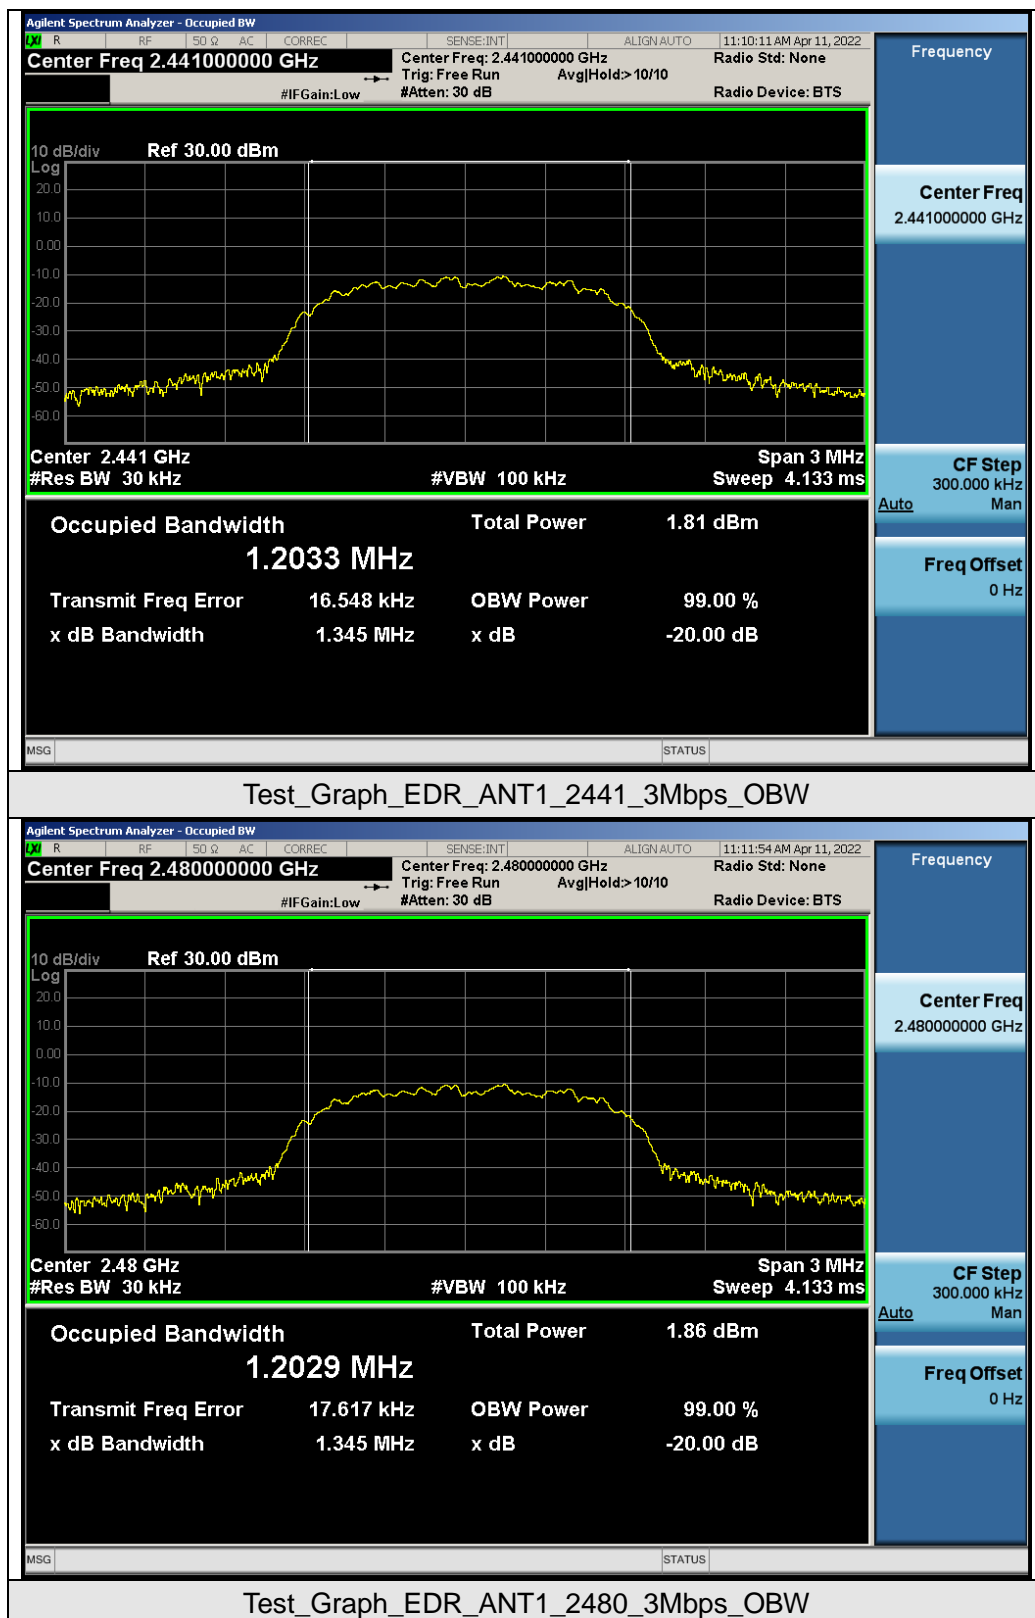 Agilent Spectrum Analyzer - Occupied BW
LXI R RF 50 Ω AC CORREC SENSE:INT ALIGN AUTO 11:10:11 AM Apr 11, 2022
Center Freq 2.441000000 GHz Center Freq: 2.441000000 GHz Radio Std: None
Trig: Free Run Avg|Hold:> 10/10
#IFGain:Low #Atten: 30 dB Radio Device: BTS
Frequency
10 dB/div Ref 30.00 dBm
Log
20.0
10.0
0.00
-10.0
-20.0
-30.0
-40.0
-50.0
-60.0
Center 2.441 GHz Span 3 MHz
#Res BW 30 kHz #VBW 100 kHz Sweep 4.133 ms
Occupied Bandwidth Total Power 1.81 dBm
1.2033 MHz
Transmit Freq Error 16.548 kHz OBW Power 99.00 %
x dB Bandwidth 1.345 MHz x dB -20.00 dB
Center Freq
2.441000000 GHz
CF Step
300.000 kHz
Auto Man
Freq Offset
0 Hz
MSG STATUS
Test_Graph_EDR_ANT1_2441_3Mbps_OBW
Agilent Spectrum Analyzer - Occupied BW
LXI R RF 50 Ω AC CORREC SENSE:INT ALIGN AUTO 11:11:54 AM Apr 11, 2022
Center Freq 2.480000000 GHz Center Freq: 2.480000000 GHz Radio Std: None
Trig: Free Run Avg|Hold:> 10/10
#IFGain:Low #Atten: 30 dB Radio Device: BTS
Frequency
10 dB/div Ref 30.00 dBm
Log
20.0
10.0
0.00
-10.0
-20.0
-30.0
-40.0
-50.0
-60.0
Center 2.48 GHz Span 3 MHz
#Res BW 30 kHz #VBW 100 kHz Sweep 4.133 ms
Occupied Bandwidth Total Power 1.86 dBm
1.2029 MHz
Transmit Freq Error 17.617 kHz OBW Power 99.00 %
x dB Bandwidth 1.345 MHz x dB -20.00 dB
Center Freq
2.480000000 GHz
CF Step
300.000 kHz
Auto Man
Freq Offset
0 Hz
MSG STATUS
Test_Graph_EDR_ANT1_2480_3Mbps_OBW